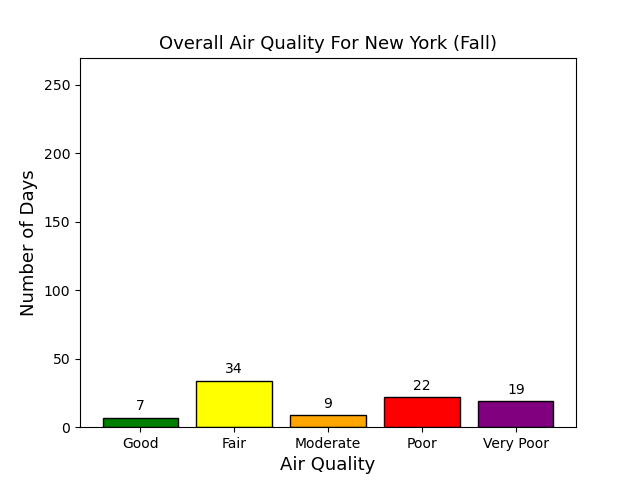 Overall Air Quality For New York (Fall)
Number of Days
250
200
150
100
50
0
7
34
9
22
19
Good Fair Moderate Poor Very Poor
Air Quality